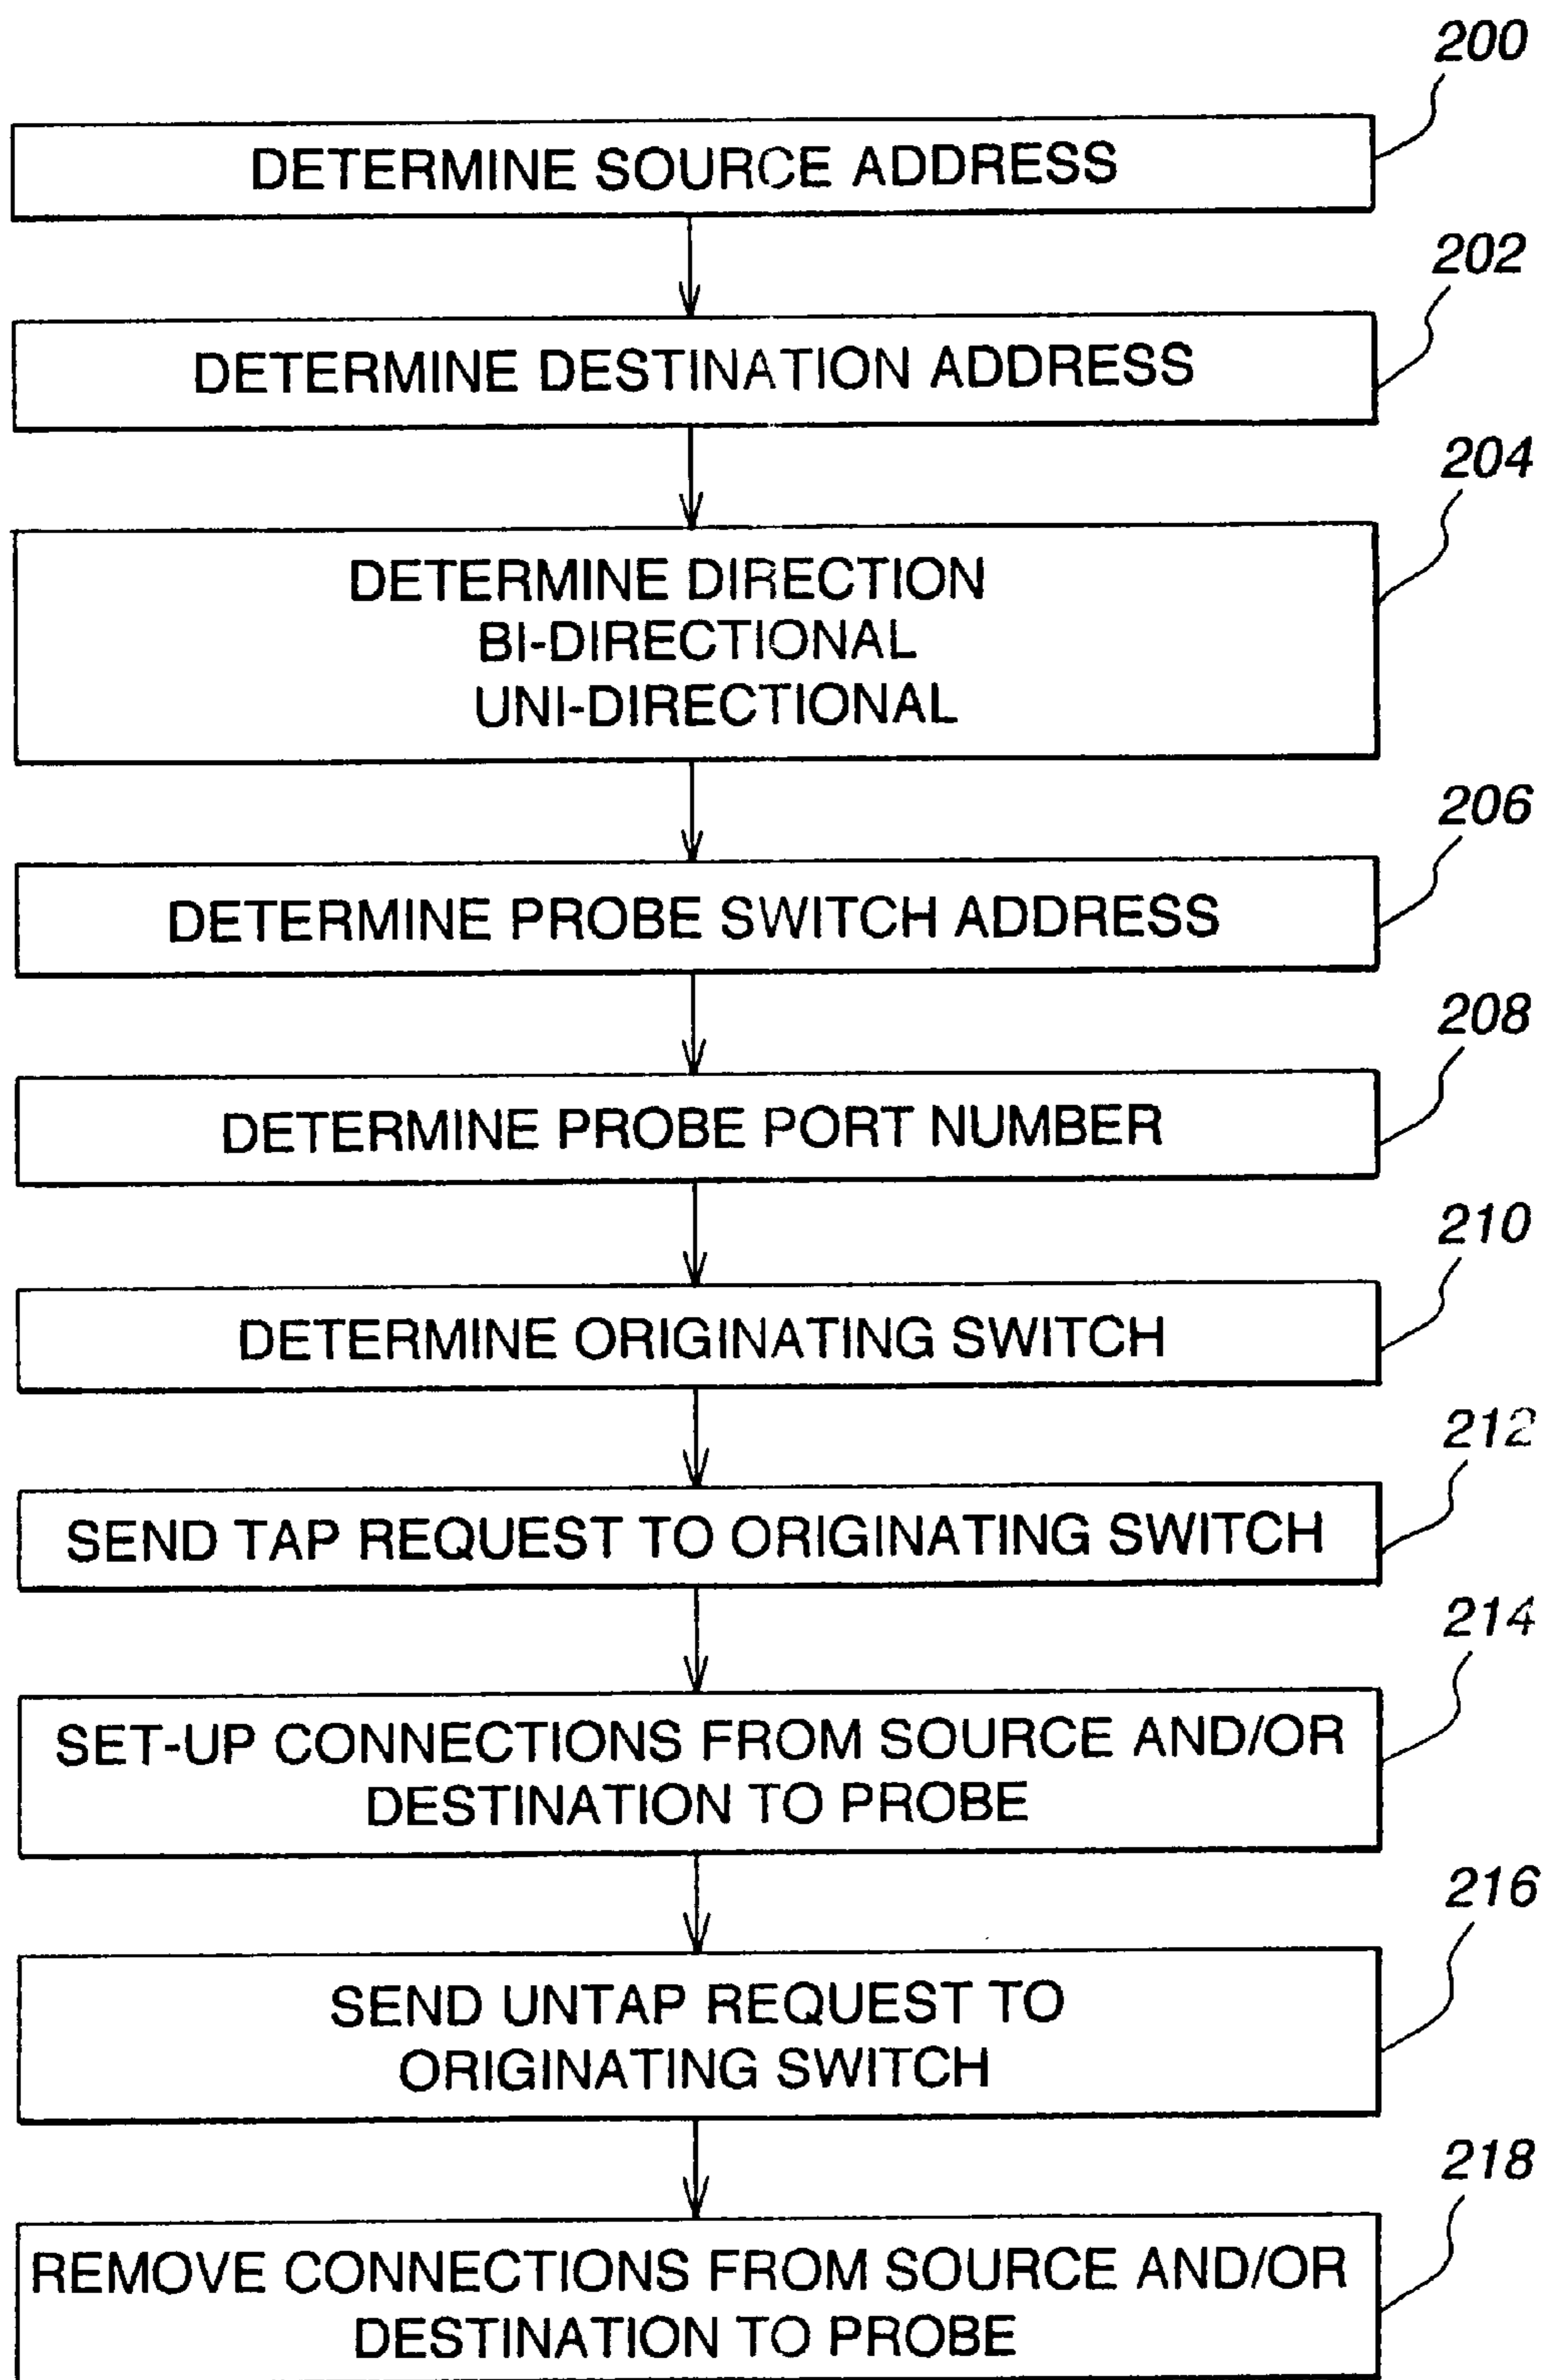 200
DETERMINE SOURCE ADDRESS
202
DETERMINE DESTINATION ADDRESS
204
DETERMINE DIRECTION
BI-DIRECTIONAL
UNI-DIRECTIONAL
206
DETERMINE PROBE SWITCH ADDRESS
208
DETERMINE PROBE PORT NUMBER
210
DETERMINE ORIGINATING SWITCH
212
SEND TAP REQUEST TO ORIGINATING SWITCH
214
SET-UP CONNECTIONS FROM SOURCE AND/OR
DESTINATION TO PROBE
216
SEND UNTAP REQUEST TO
ORIGINATING SWITCH
218
REMOVE CONNECTIONS FROM SOURCE AND/OR
DESTINATION TO PROBE